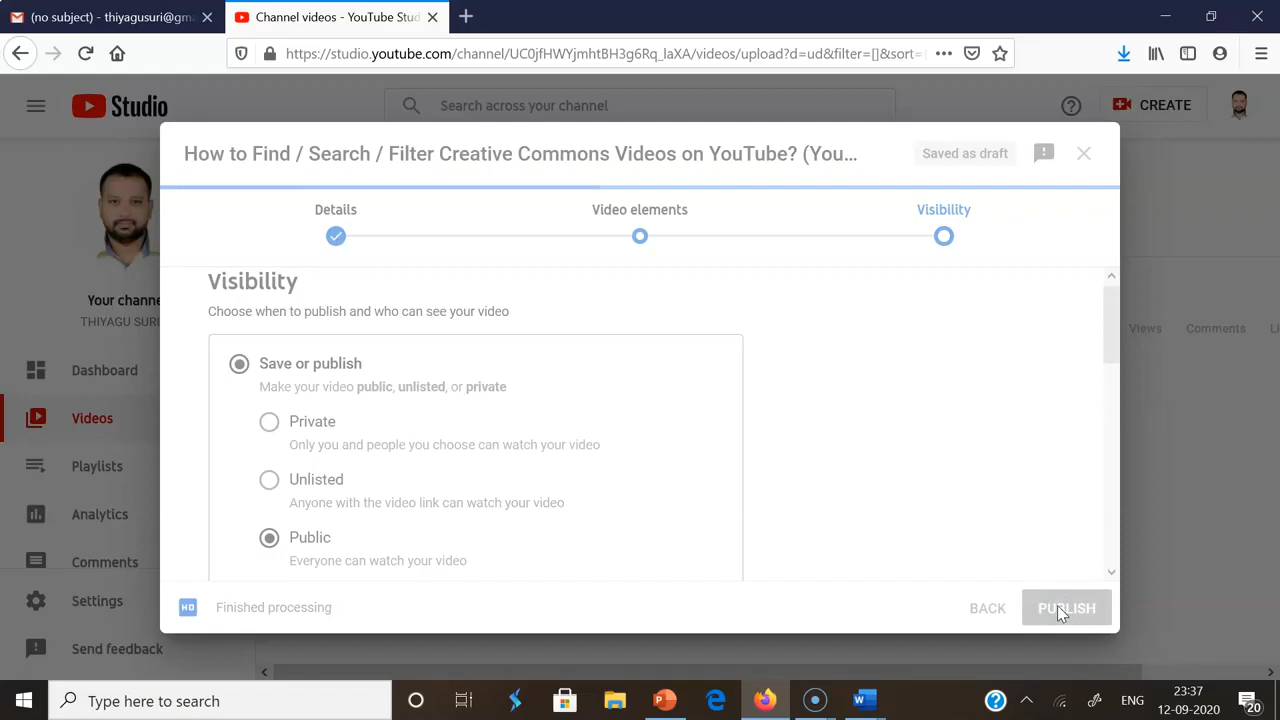 (no subject) - thiyagusuri@gm
Channel videos - YouTube Stud
https://studio.youtube.com/channel/UC0jfHWYjmhtBH3g6Rq_laXA/videos/upload?d=ud&filter=[]&sort=
Studio
Search across your channel
CREATE
How to Find / Search / Filter Creative Commons Videos on YouTube? (You...
Saved as draft
Details
Video elements
Visibility
Your chann
THIYAGU SURI
Dashboard
Videos
Playlists
Analytics
Comments
Settings
Send feedback
Visibility
Choose when to publish and who can see your video
Save or publish
Make your video public, unlisted, or private
Private
Only you and people you choose can watch your video
Unlisted
Anyone with the video link can watch your video
Public
Everyone can watch your video
Views
Comments
Li
HD
Finished processing
BACK
PUBLISH
Type here to search
ENG
23:37
12-09-2020
20